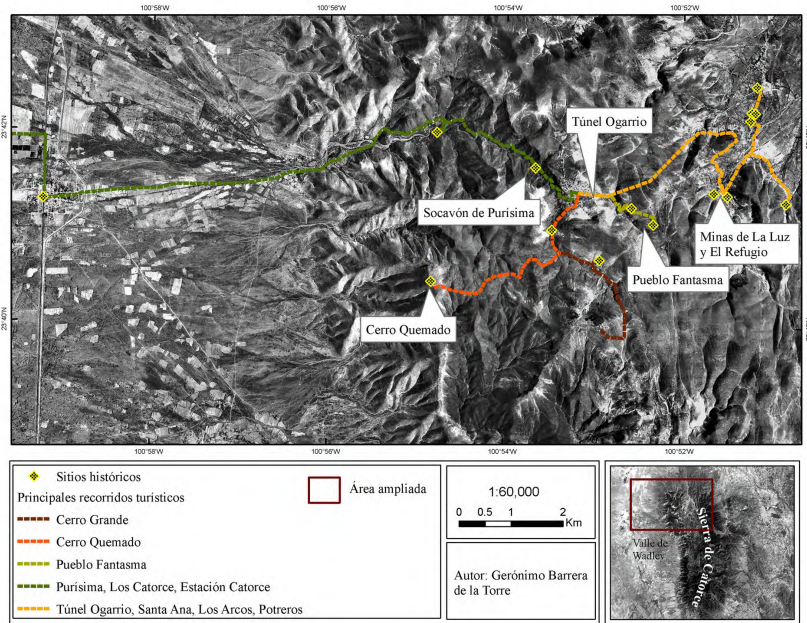 100°58'W
100°56'W
100°54'W
100°52'W
23°42'N
23°40'N
Túnel Ogarrio
Socavón de Purísima
Minas de La Luz
y El Refugio
Pueblo Fantasma
Cerro Quemado
100°58'W
100°56'W
100°54'W
100°52'W
Sitios históricos
Principales recorridos turísticos
Cerro Grande
Cerro Quemado
Pueblo Fantasma
Purísima, Los Catorce, Estación Catorce
Túnel Ogarrio, Santa Ana, Los Arcos, Potreros
Área ampliada
1:60,000
0 0.5 1 2
Km
Autor: Gerónimo Barrera
de la Torre
Valle de
Wadley
Sierra de Catorce